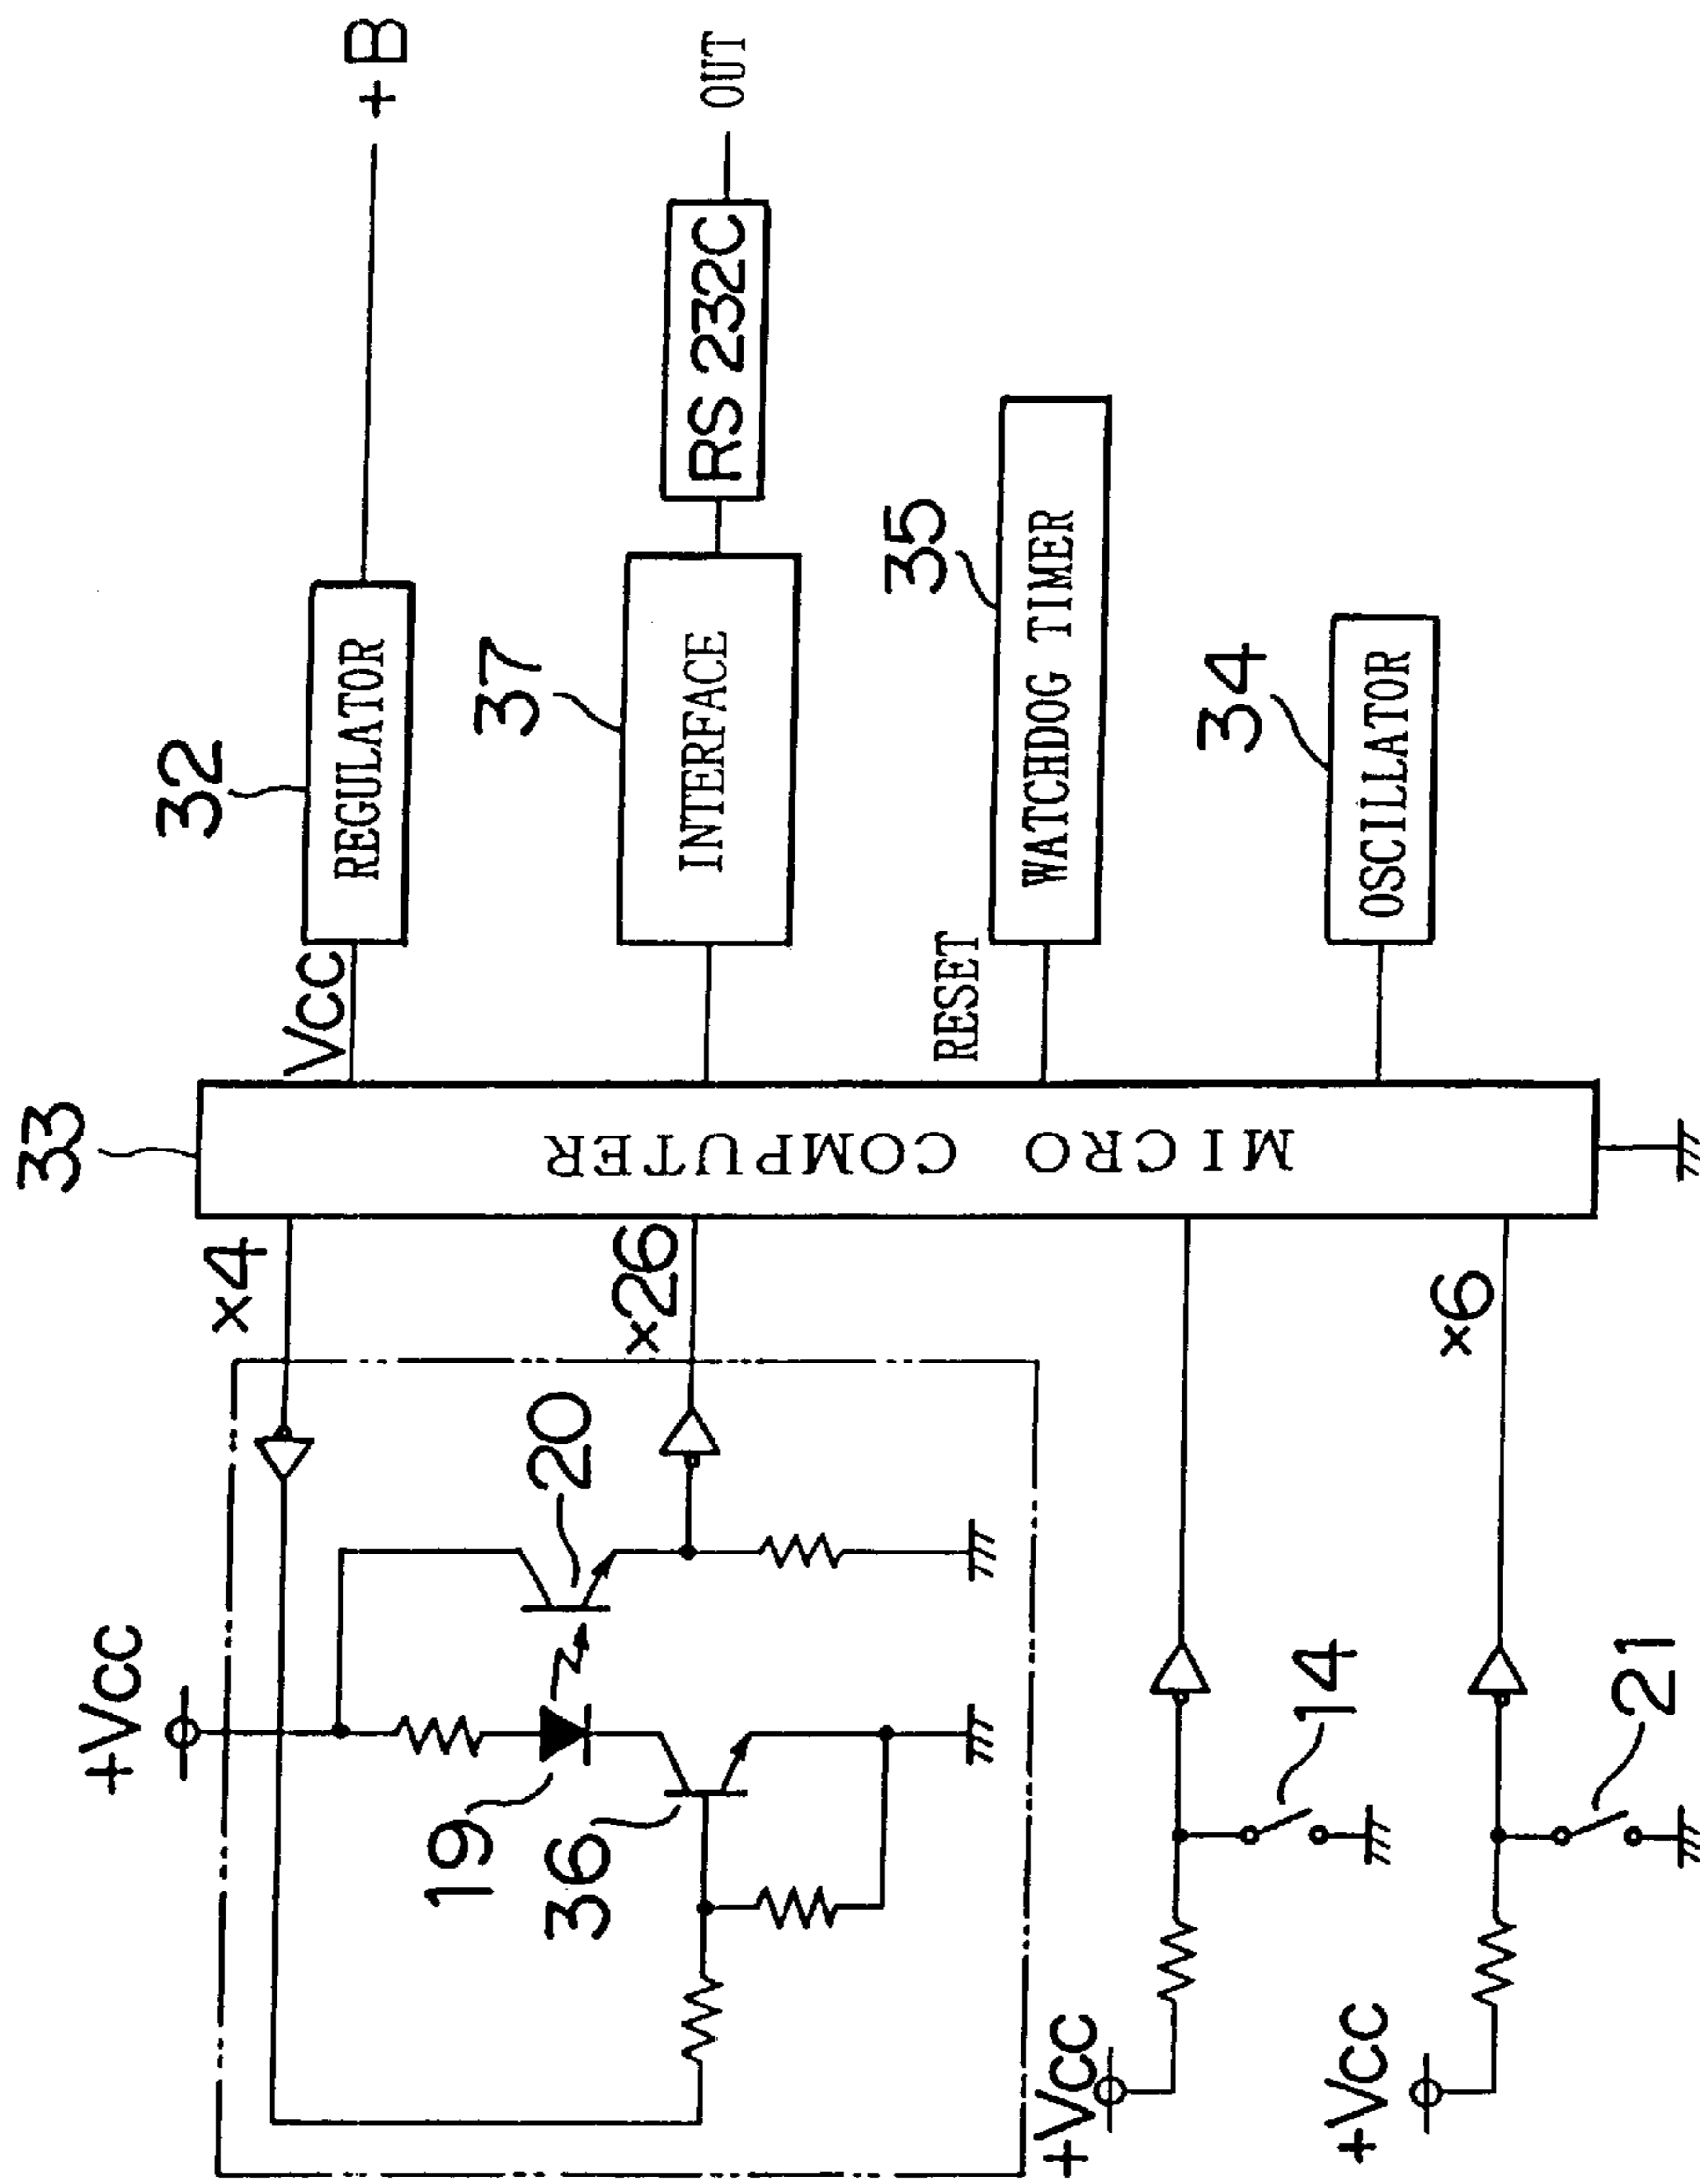 33
+Vcc
×4
Vcc
32
REGULATOR
+B
19
36
20
×26
37
INTERFACE
RS 232C
OUT
MICRO COMPUTER
RESET
35
WATCHDOG TIMER
+Vcc
14
34
OSCILLATOR
+Vcc
21
×6